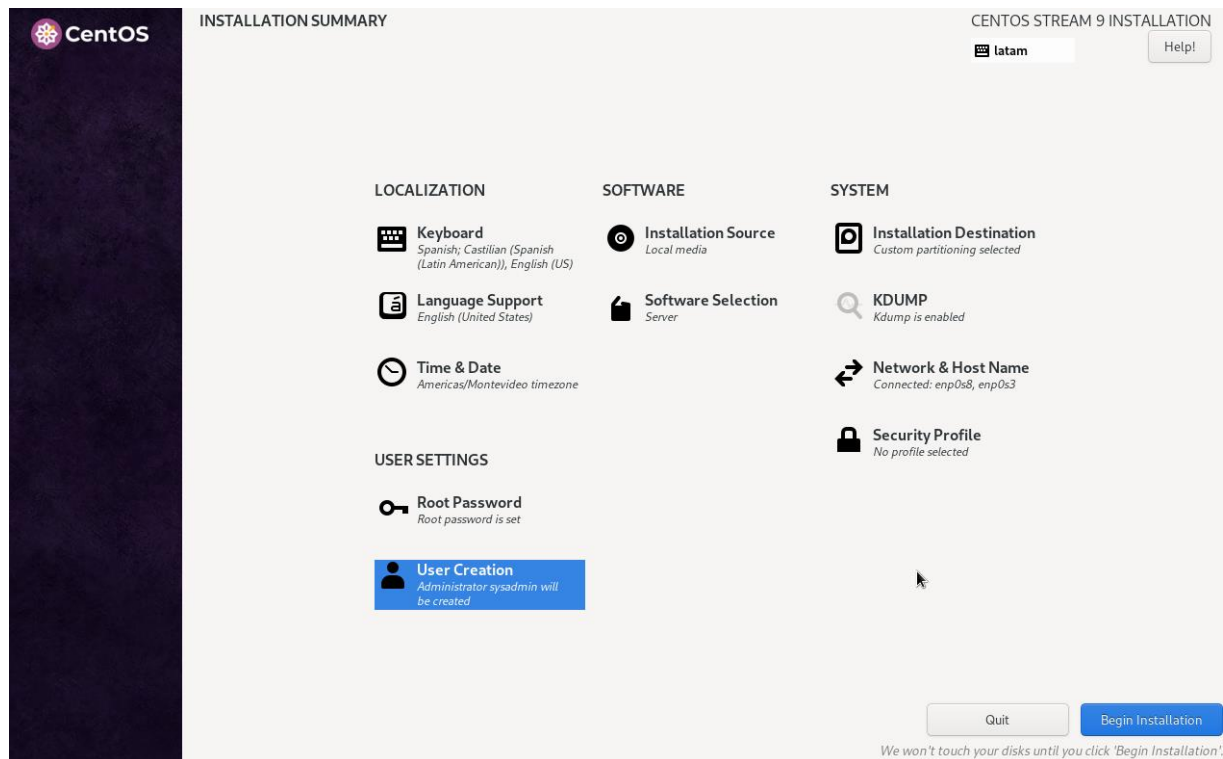 CentOS
INSTALLATION SUMMARY
CENTOS STREAM 9 INSTALLATION
latam
Help!
LOCALIZATION
Keyboard
Spanish; Castilian (Spanish
(Latin American)), English (US)
Language Support
English (United States)
Time & Date
Americas/Montevideo timezone
SOFTWARE
Installation Source
Local media
Software Selection
Server
SYSTEM
Installation Destination
Custom partitioning selected
KDUMP
Kdump is enabled
Network & Host Name
Connected: enp0s8, enp0s3
Security Profile
No profile selected
USER SETTINGS
Root Password
Root password is set
User Creation
Administrator sysadmin will
be created
Quit
Begin Installation
We won't touch your disks until you click 'Begin Installation'.